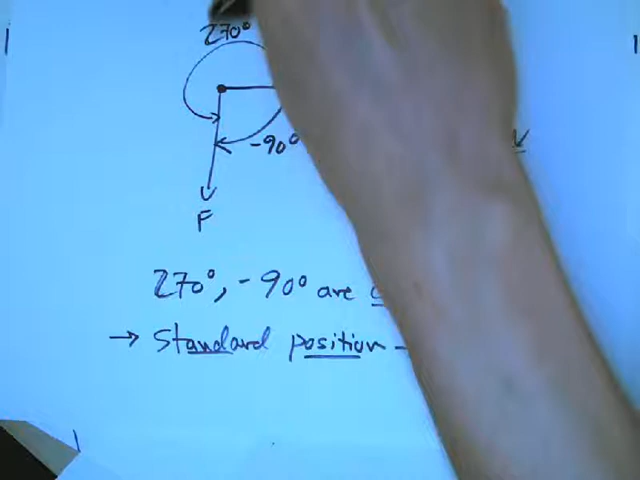 270°
-90°
F
270°, -90° are
→ Standard position -